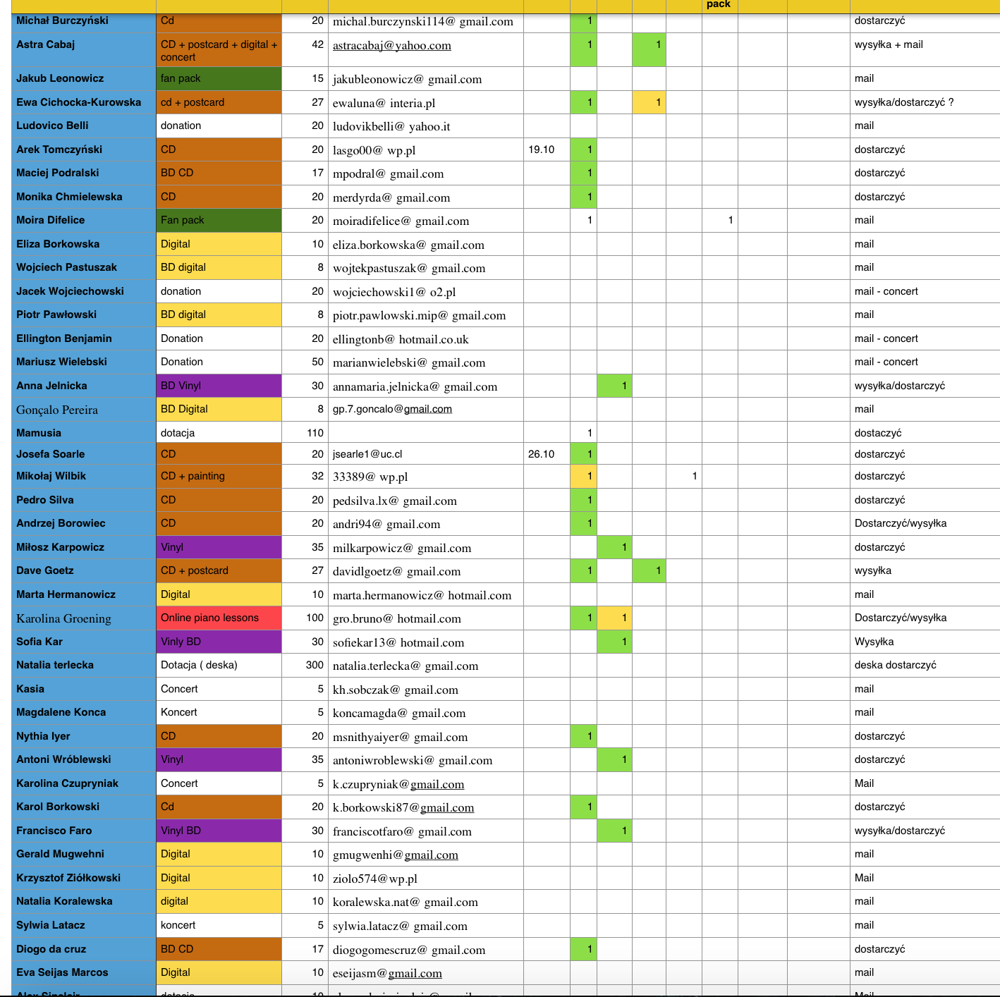 pack
Michał Burczyński Cd 20 michal.burczynski114@ gmail.com 1 dostarczyć
Astra Cabaj CD + postcard + digital + 42 astracabaj@yahoo.com 1 1 wysyłka + mail
concert
Jakub Leonowicz fan pack 15 jakubleonowicz@ gmail.com mail
Ewa Cichocka-Kurowska cd + postcard 27 ewaluna@ interia.pl 1 1 wysyłka/dostarczyć ?
Ludovico Belli donation 20 ludovikbelli@ yahoo.it mail
Arek Tomczyński CD 20 lasgo00@ wp.pl 19.10 1 dostarczyć
Maciej Podralski BD CD 17 mpodral@ gmail.com 1 dostarczyć
Monika Chmielewska CD 20 merdyrda@ gmail.com 1 dostarczyć
Moira Difelice Fan pack 20 moiradifelice@ gmail.com 1 1 mail
Eliza Borkowska Digital 10 eliza.borkowska@ gmail.com mail
Wojciech Pastuszak BD digital 8 wojtekpastuszak@ gmail.com mail
Jacek Wojciechowski donation 20 wojciechowski1@ o2.pl mail - concert
Piotr Pawłowski BD digital 8 piotr.pawlowski.mip@ gmail.com mail
Ellington Benjamin Donation 20 ellingtonb@ hotmail.co.uk mail - concert
Mariusz Wielebski Donation 50 marianwielebski@ gmail.com mail - concert
Anna Jelnicka BD Vinyl 30 annamaria.jelnicka@ gmail.com 1 wysyłka/dostarczyć
Gonçalo Pereira BD Digital 8 gp.7.goncalo@gmail.com mail
Mamusia dotacja 110 1 dostaczyć
Josefa Soarle CD 20 jsearle1@uc.cl 26.10 1 dostarczyć
Mikołaj Wilbik CD + painting 32 33389@ wp.pl 1 1 dostarczyć
Pedro Silva CD 20 pedsilva.lx@ gmail.com 1 dostarczyć
Andrzej Borowiec CD 20 andri94@ gmail.com 1 Dostarczyć/wysyłka
Miłosz Karpowicz Vinyl 35 milkarpowicz@ gmail.com 1 dostarczyć
Dave Goetz CD + postcard 27 davidlgoetz@ gmail.com 1 1 wysyłka
Marta Hermanowicz Digital 10 marta.hermanowicz@ hotmail.com mail
Karolina Groening Online piano lessons 100 gro.bruno@ hotmail.com 1 1 Dostarczyć/wysyłka
Sofia Kar Vinly BD 30 sofiekar13@ hotmail.com 1 Wysyłka
Natalia terlecka Dotacja ( deska) 300 natalia.terlecka@ gmail.com deska dostarczyć
Kasia Concert 5 kh.sobczak@ gmail.com mail
Magdalene Konca Koncert 5 koncamagda@ gmail.com mail
Nythia Iyer CD 20 msnithyaiyer@ gmail.com 1 dostarczyć
Antoni Wróblewski Vinyl 35 antoniwroblewski@ gmail.com 1 dostarczyć
Karolina Czupryniak Concert 5 k.czupryniak@gmail.com Mail
Karol Borkowski Cd 20 k.borkowski87@gmail.com 1 dostarczyć
Francisco Faro Vinyl BD 30 franciscotfaro@ gmail.com 1 wysyłka/dostarczyć
Gerald Mugwehni Digital 10 gmugwenhi@gmail.com mail
Krzysztof Ziółkowski Digital 10 ziolo574@wp.pl Mail
Natalia Koralewska digital 10 koralewska.nat@ gmail.com mail
Sylwia Latacz koncert 5 sylwia.latacz@ gmail.com mail
Diogo da cruz BD CD 17 diogogomescruz@ gmail.com 1 dostarczyć
Eva Seijas Marcos Digital 10 eseijasm@gmail.com mail
Alex Sinclair dotacja 10 Mail